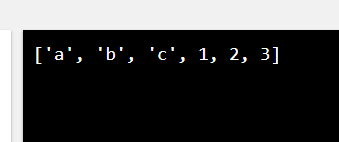 ['a', 'b', 'c', 1, 2, 3]